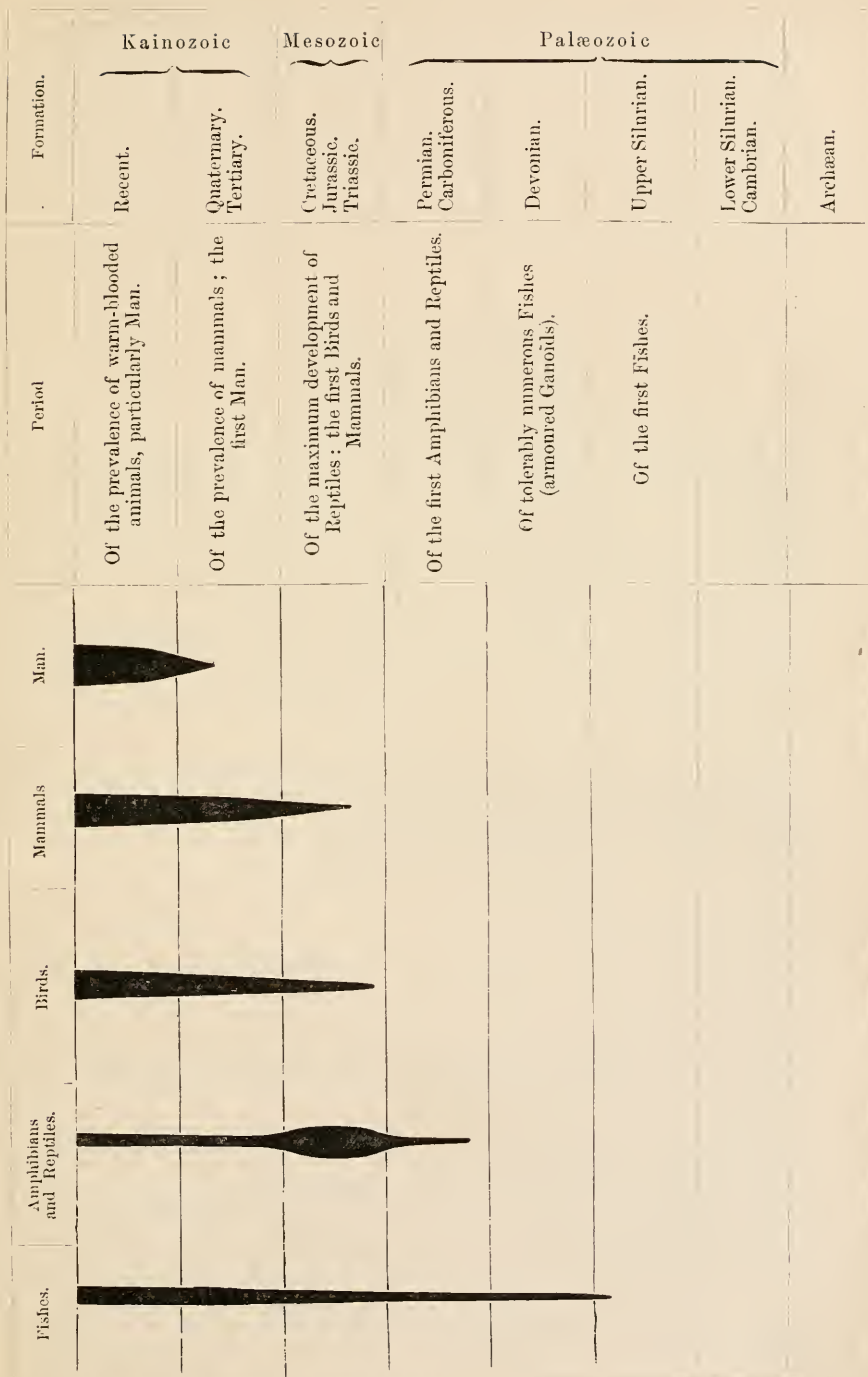 Fishes.
Amphibians
and Reptiles.
Birds.
Mammals
Man.
Period
Formation.
Kainozoic
Of the prevalence of warm-blooded
animals, particularly Man.
Recent.
Of the prevalence of mammals ; the
first Man.
Quaternary.
Tertiary.
Mesozoic
Of the maximum development of
Reptiles ; the first Birds and
Mammals.
Cretaceous.
Jurassic.
Triassic.
Palæozoic
Of the first Amphibians and Reptiles.
Permian.
Carboniferous.
Of tolerably numerous Fishes
(armoured Ganoïds).
Devonian.
Of the first Fishes.
Upper Silurian.
Lower Silurian.
Cambrian.
Archæan.